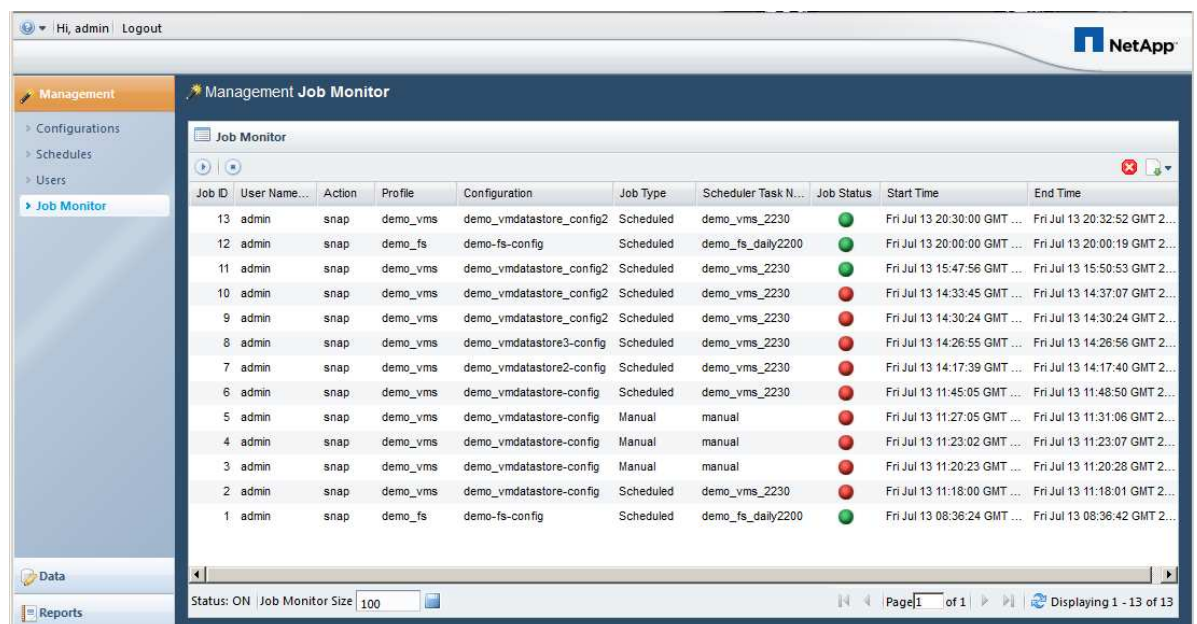 Hi, admin Logout
NetApp
Management
Configurations
Schedules
Users
Job Monitor
Data
Reports
Management Job Monitor
Job Monitor
Job ID User Name... Action Profile Configuration Job Type Scheduler Task N... Job Status Start Time End Time
13 admin snap demo_vms demo_vmdatastore_config2 Scheduled demo_vms_2230 Fri Jul 13 20:30:00 GMT ... Fri Jul 13 20:32:52 GMT 2...
12 admin snap demo_fs demo-fs-config Scheduled demo_fs_daily2200 Fri Jul 13 20:00:00 GMT ... Fri Jul 13 20:00:19 GMT 2...
11 admin snap demo_vms demo_vmdatastore_config2 Scheduled demo_vms_2230 Fri Jul 13 15:47:56 GMT ... Fri Jul 13 15:50:53 GMT 2...
10 admin snap demo_vms demo_vmdatastore_config2 Scheduled demo_vms_2230 Fri Jul 13 14:33:45 GMT ... Fri Jul 13 14:37:07 GMT 2...
9 admin snap demo_vms demo_vmdatastore_config2 Scheduled demo_vms_2230 Fri Jul 13 14:30:24 GMT ... Fri Jul 13 14:30:24 GMT 2...
8 admin snap demo_vms demo_vmdatastore3-config Scheduled demo_vms_2230 Fri Jul 13 14:26:55 GMT ... Fri Jul 13 14:26:56 GMT 2...
7 admin snap demo_vms demo_vmdatastore2-config Scheduled demo_vms_2230 Fri Jul 13 14:17:39 GMT ... Fri Jul 13 14:17:40 GMT 2...
6 admin snap demo_vms demo_vmdatastore-config Scheduled demo_vms_2230 Fri Jul 13 11:45:05 GMT ... Fri Jul 13 11:48:50 GMT 2...
5 admin snap demo_vms demo_vmdatastore-config Manual manual Fri Jul 13 11:27:05 GMT ... Fri Jul 13 11:31:06 GMT 2...
4 admin snap demo_vms demo_vmdatastore-config Manual manual Fri Jul 13 11:23:02 GMT ... Fri Jul 13 11:23:07 GMT 2...
3 admin snap demo_vms demo_vmdatastore-config Manual manual Fri Jul 13 11:20:23 GMT ... Fri Jul 13 11:20:28 GMT 2...
2 admin snap demo_vms demo_vmdatastore-config Scheduled demo_vms_2230 Fri Jul 13 11:18:00 GMT ... Fri Jul 13 11:18:01 GMT 2...
1 admin snap demo_fs demo-fs-config Scheduled demo_fs_daily2200 Fri Jul 13 08:36:24 GMT ... Fri Jul 13 08:36:42 GMT 2...
Status: ON Job Monitor Size 100 Page 1 of 1 Displaying 1 - 13 of 13